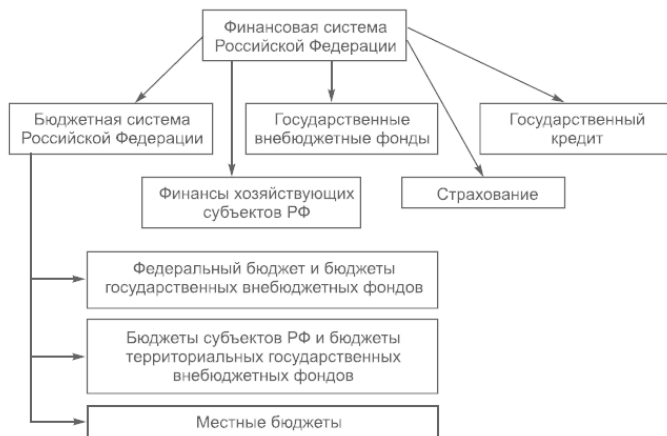 Финансовая система
Российской Федерации
Бюджетная система
Российской Федерации
Государственные
внебюджетные фонды
Государственный
кредит
Финансы хозяйствующих
субъектов РФ
Страхование
Федеральный бюджет и бюджеты
государственных внебюджетных фондов
Бюджеты субъектов РФ и бюджеты
территориальных государственных
внебюджетных фондов
Местные бюджеты